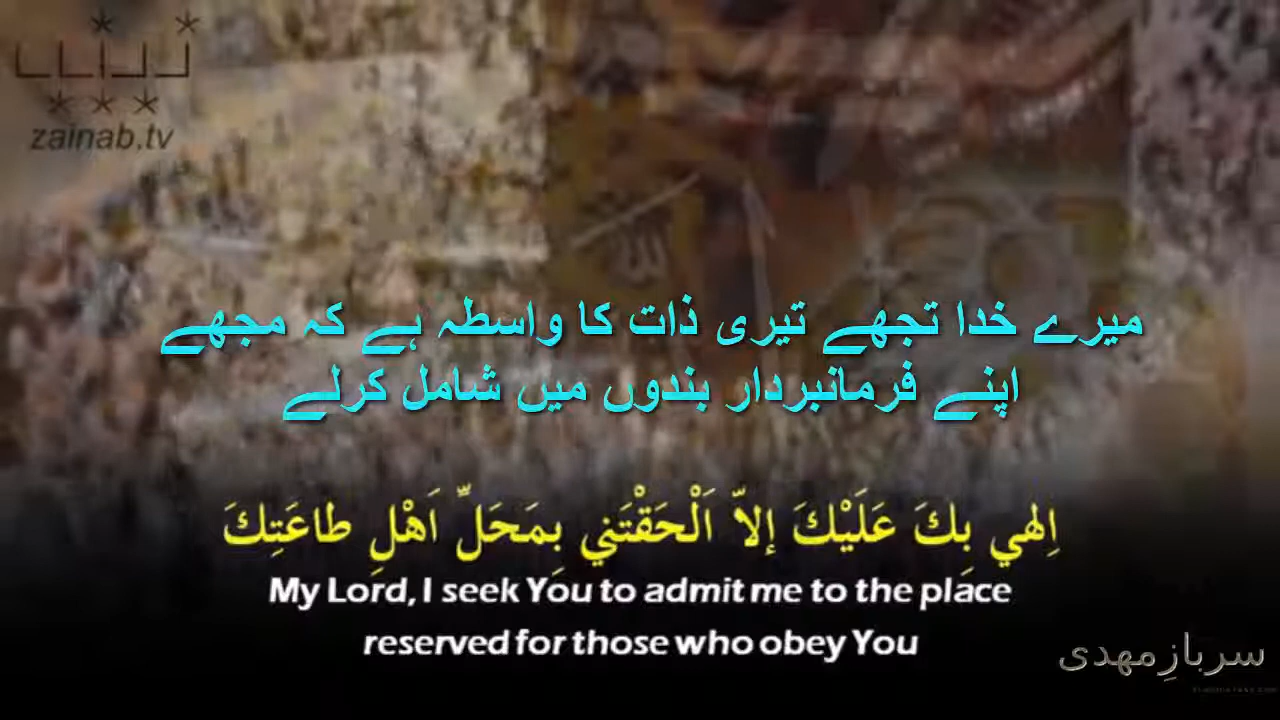 zainab.tv
الله
میرے خدا تجھے تیری ذات کا واسطہ ہے کہ مجھے
اپنے فرمانبردار بندوں میں شامل کرلے
اِلهي بِكَ عَلَيْكَ إلاّ اَلْحَقْتَني بِمَحَلِّ اَهْلِ طاعَتِكَ
My Lord, I seek You to admit me to the place
reserved for those who obey You
سربازِمهدی